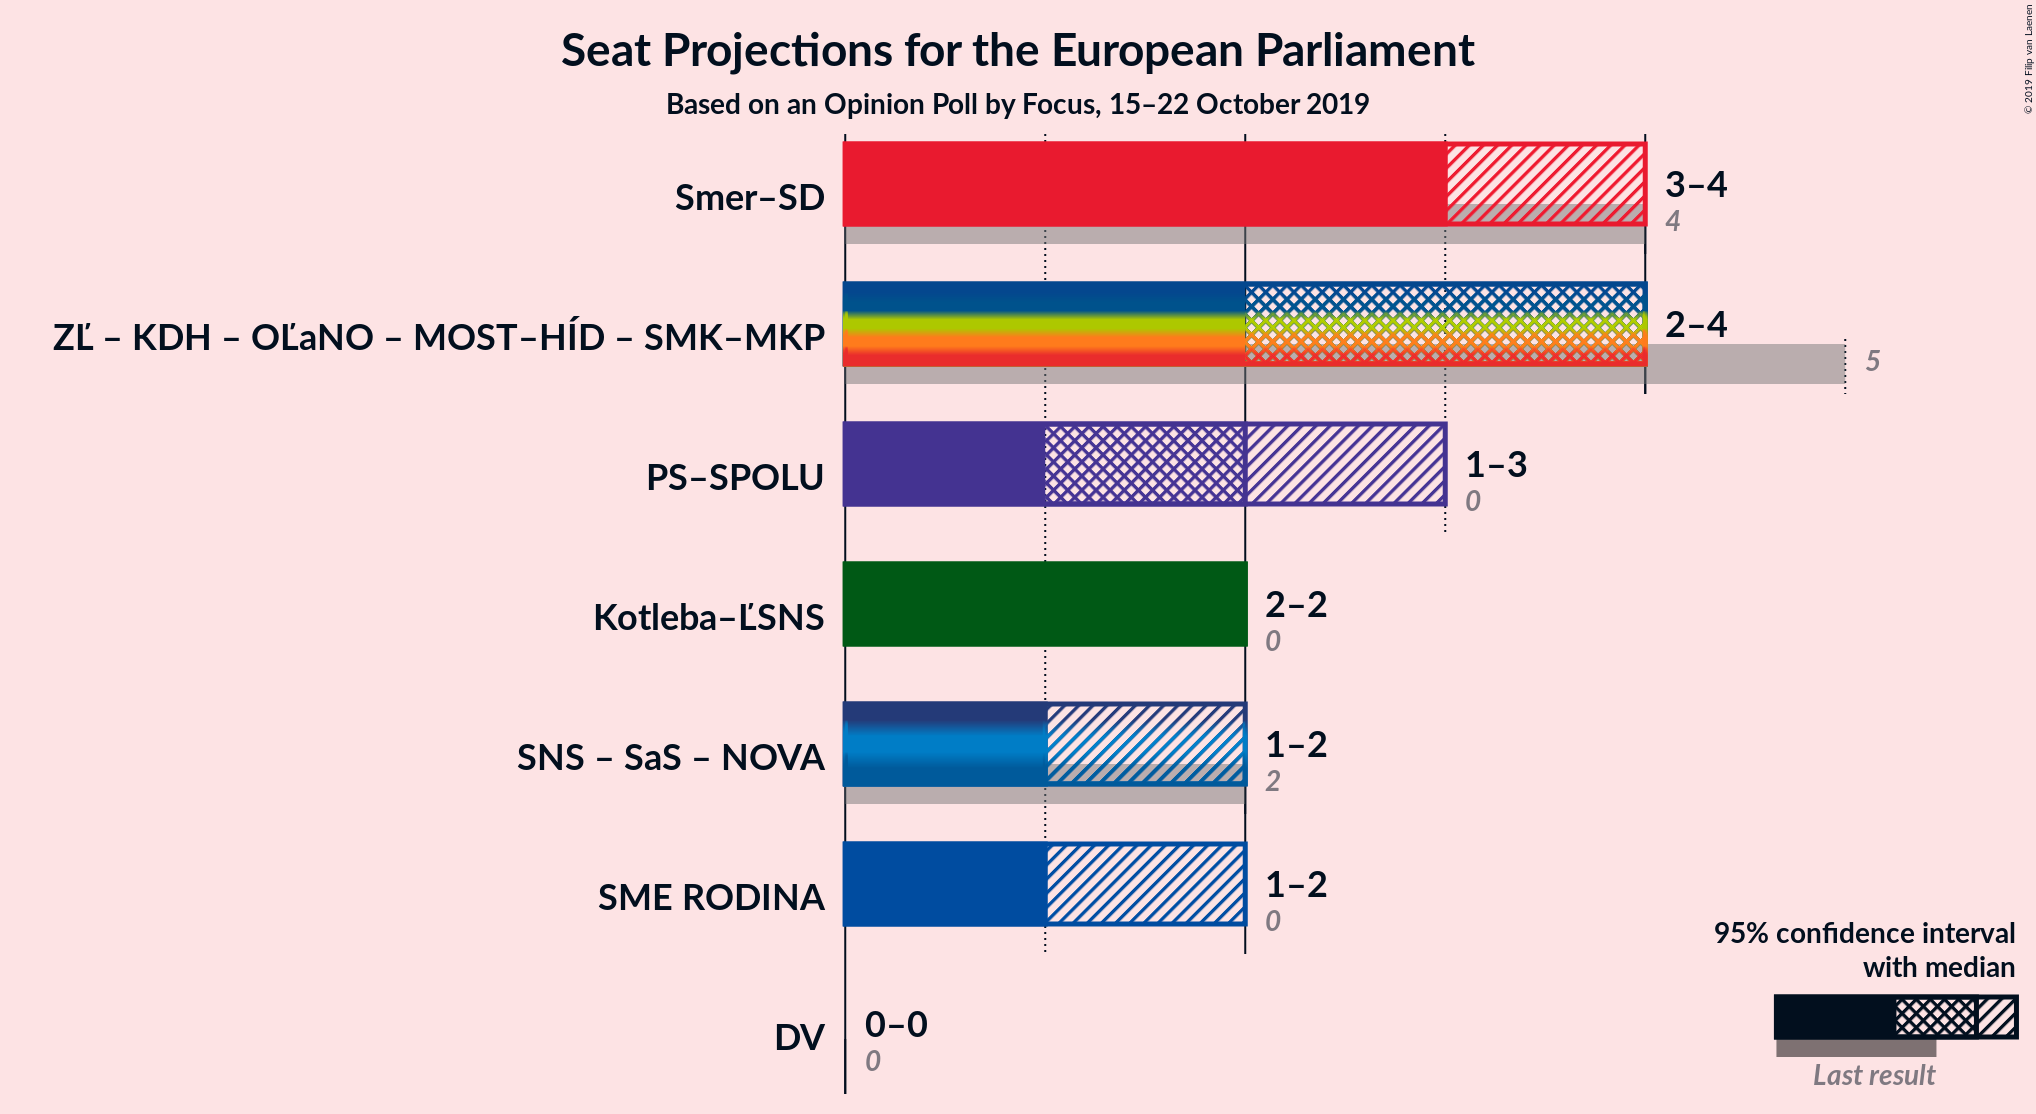 Seat Projections for the European Parliament
Based on an Opinion Poll by Focus, 15–22 October 2019
© 2019 Filip van Laenen
Smer–SD
3–4
4
ZĽ – KDH – OĽaNO – MOST–HÍD – SMK–MKP
2–4
5
PS–SPOLU
1–3
0
Kotleba–ĽSNS
2–2
0
SNS – SaS – NOVA
1–2
2
SME RODINA
1–2
0
DV
0–0
0
95% confidence interval
with median
Last result